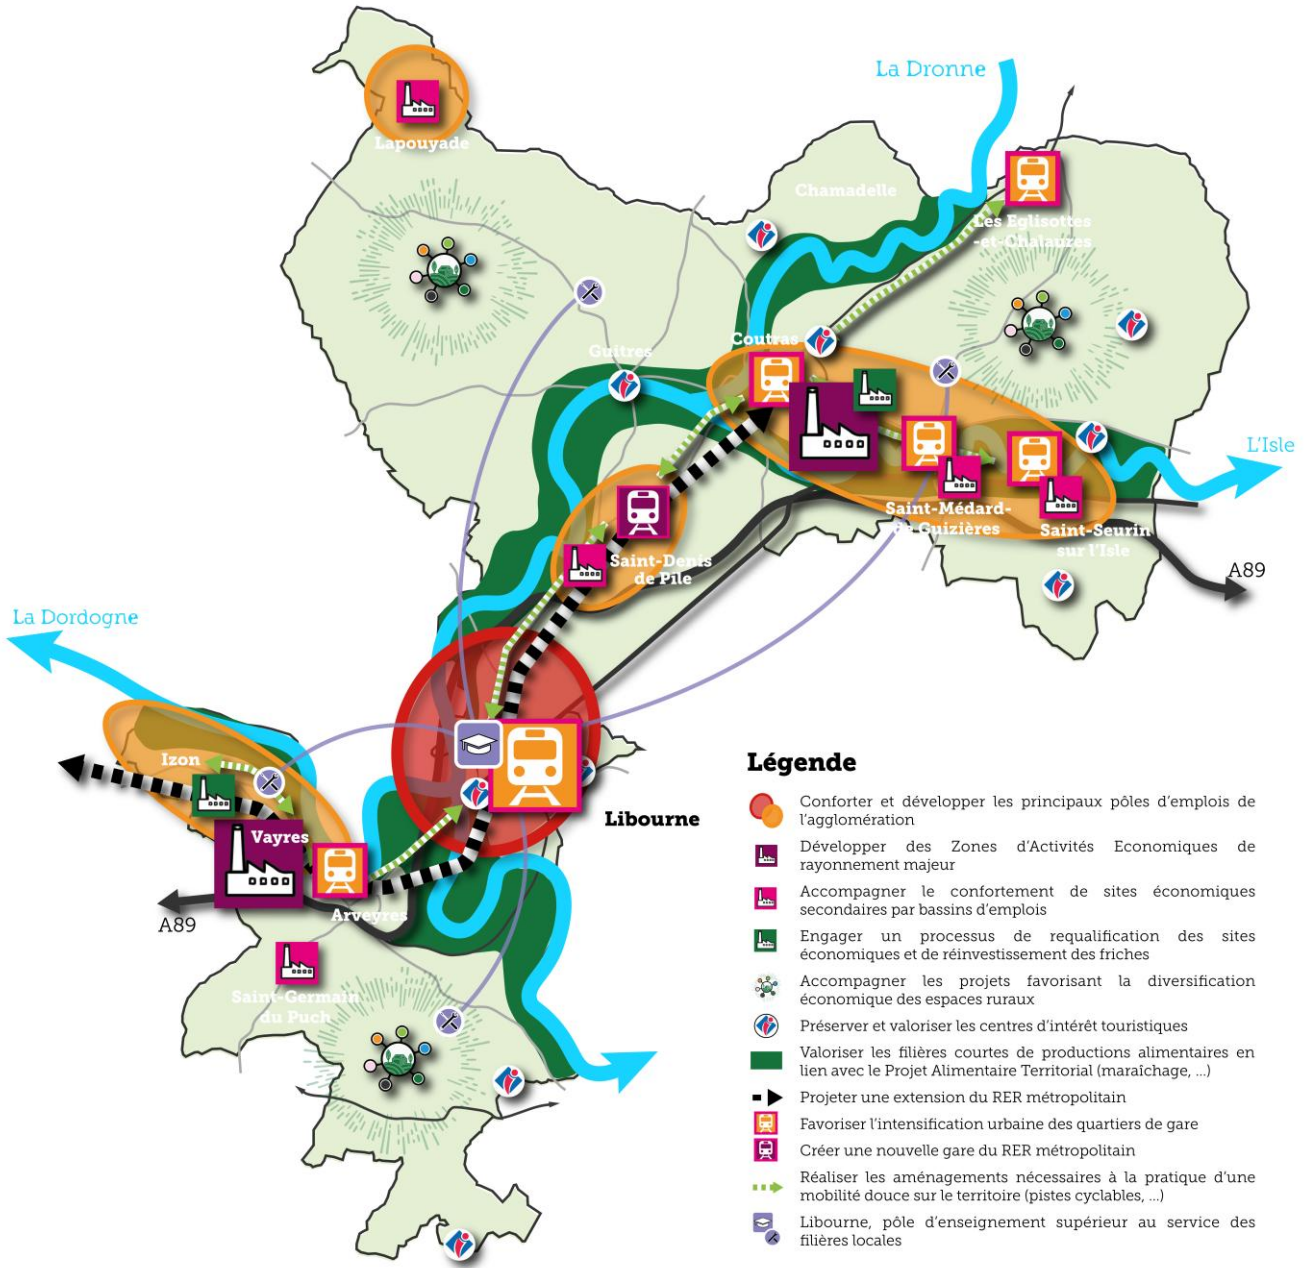 La Dronne
Lapouyade
Chamadelle
Les Eglisottes
-et-Chalaures
Coutras
Guitres
L'Isle
Saint-Médard-
de Guizières
Saint-Seurin
sur l'Isle
Saint-Denis
de Pile
A89
La Dordogne
Izon
Vayres
Libourne
Arveyres
A89
Saint-Germain
du Puch
Légende
Conforter et développer les principaux pôles d'emplois de
l'agglomération
Développer des Zones d'Activités Economiques de
rayonnement majeur
Accompagner le confortement de sites économiques
secondaires par bassins d'emplois
Engager un processus de requalification des sites
économiques et de réinvestissement des friches
Accompagner les projets favorisant la diversification
économique des espaces ruraux
Préserver et valoriser les centres d'intérêt touristiques
Valoriser les filières courtes de productions alimentaires en
lien avec le Projet Alimentaire Territorial (maraîchage, ...)
Projeter une extension du RER métropolitain
Favoriser l'intensification urbaine des quartiers de gare
Créer une nouvelle gare du RER métropolitain
Réaliser les aménagements nécessaires à la pratique d'une
mobilité douce sur le territoire (pistes cyclables, ...)
Libourne, pôle d'enseignement supérieur au service des
filières locales